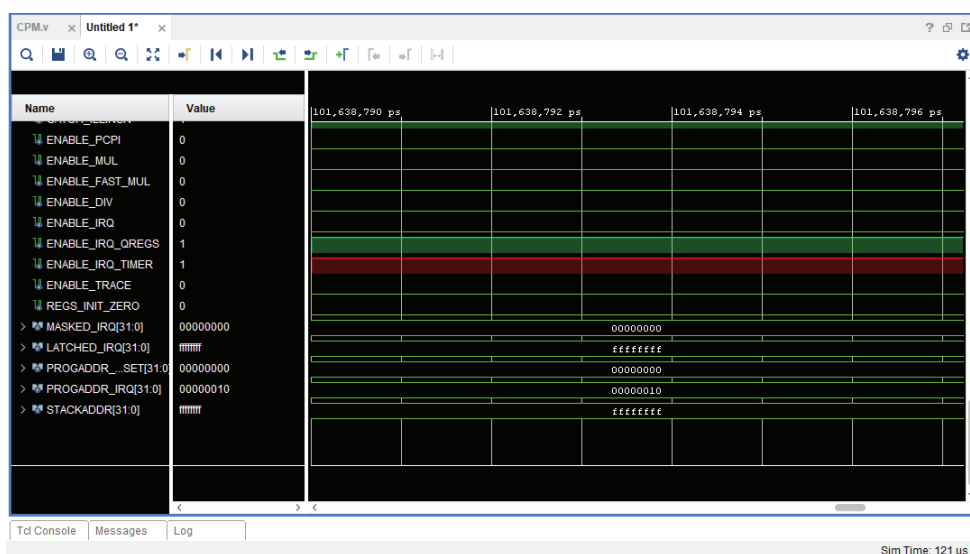 CPM.v × Untitled 1* ×
Name Value
101,638,790 ps 101,638,792 ps 101,638,794 ps 101,638,796 ps
ENABLE_PCPI 0
ENABLE_MUL 0
ENABLE_FAST_MUL 0
ENABLE_DIV 0
ENABLE_IRQ 0
ENABLE_IRQ_QREGS 1
ENABLE_IRQ_TIMER 1
ENABLE_TRACE 0
REGS_INIT_ZERO 0
MASKED_IRQ[31:0] 00000000 00000000
LATCHED_IRQ[31:0] ffffffff ffffffff
PROGADDR_...SET[31:0] 00000000 00000000
PROGADDR_IRQ[31:0] 00000010 00000010
STACKADDR[31:0] ffffffff ffffffff
Tcl Console Messages Log
Sim Time: 121 us